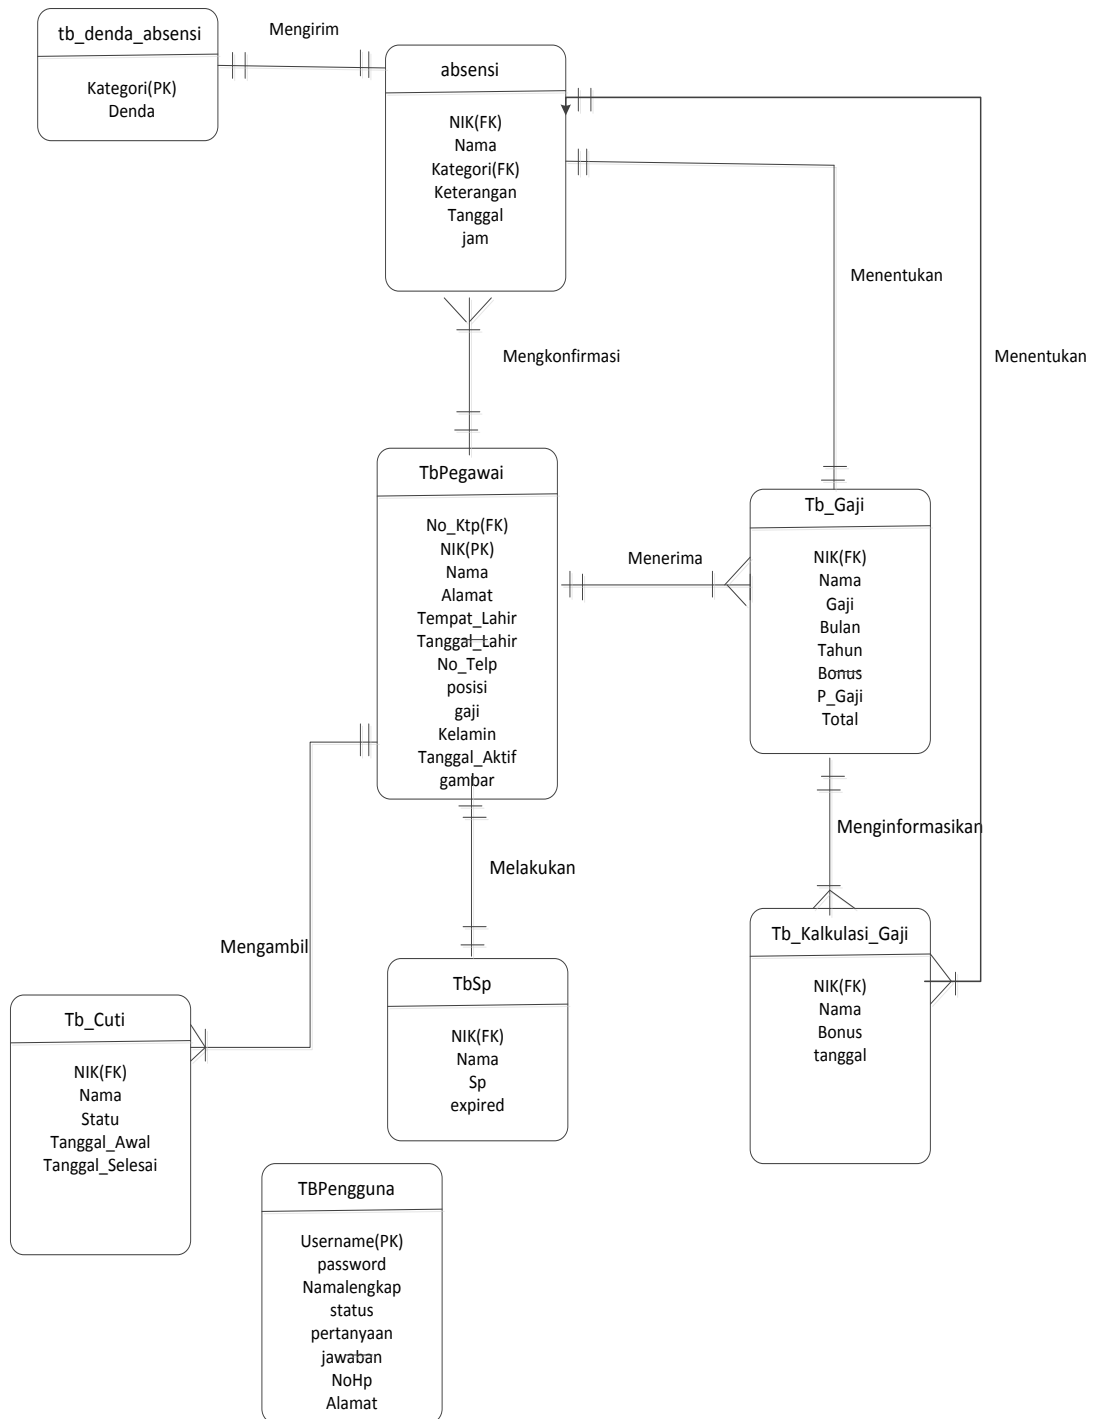 tb_denda_absensi
Kategori(PK)
Denda
Mengirim
absensi
NIK(FK)
Nama
Kategori(FK)
Keterangan
Tanggal
jam
Menentukan
Menentukan
Mengkonfirmasi
TbPegawai
No_Ktp(FK)
NIK(PK)
Nama
Alamat
Tempat_Lahir
Tanggal_Lahir
No_Telp
posisi
gaji
Kelamin
Tanggal_Aktif
gambar
Menerima
Tb_Gaji
NIK(FK)
Nama
Gaji
Bulan
Tahun
Bonus
P_Gaji
Total
Menginformasikan
Melakukan
Mengambil
Tb_Kalkulasi_Gaji
NIK(FK)
Nama
Bonus
tanggal
TbSp
NIK(FK)
Nama
Sp
expired
Tb_Cuti
NIK(FK)
Nama
Statu
Tanggal_Awal
Tanggal_Selesai
TBPengguna
Username(PK)
password
Namalengkap
status
pertanyaan
jawaban
NoHp
Alamat